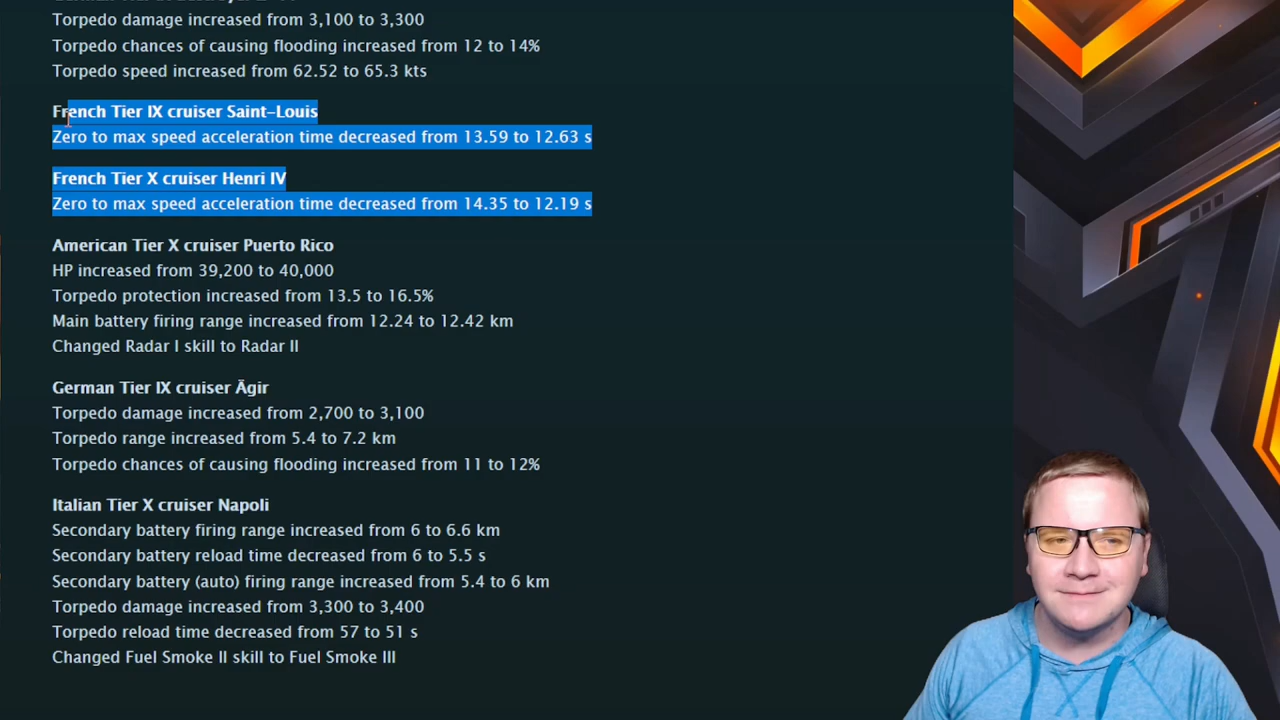 Torpedo damage increased from 3,100 to 3,300
Torpedo chances of causing flooding increased from 12 to 14%
Torpedo speed increased from 62.52 to 65.3 kts
French Tier IX cruiser Saint-Louis
Zero to max speed acceleration time decreased from 13.59 to 12.63 s
French Tier X cruiser Henri IV
Zero to max speed acceleration time decreased from 14.35 to 12.19 s
American Tier X cruiser Puerto Rico
HP increased from 39,200 to 40,000
Torpedo protection increased from 13.5 to 16.5%
Main battery firing range increased from 12.24 to 12.42 km
Changed Radar I skill to Radar II
German Tier IX cruiser Ägir
Torpedo damage increased from 2,700 to 3,100
Torpedo range increased from 5.4 to 7.2 km
Torpedo chances of causing flooding increased from 11 to 12%
Italian Tier X cruiser Napoli
Secondary battery firing range increased from 6 to 6.6 km
Secondary battery reload time decreased from 6 to 5.5 s
Secondary battery (auto) firing range increased from 5.4 to 6 km
Torpedo damage increased from 3,300 to 3,400
Torpedo reload time decreased from 57 to 51 s
Changed Fuel Smoke II skill to Fuel Smoke III